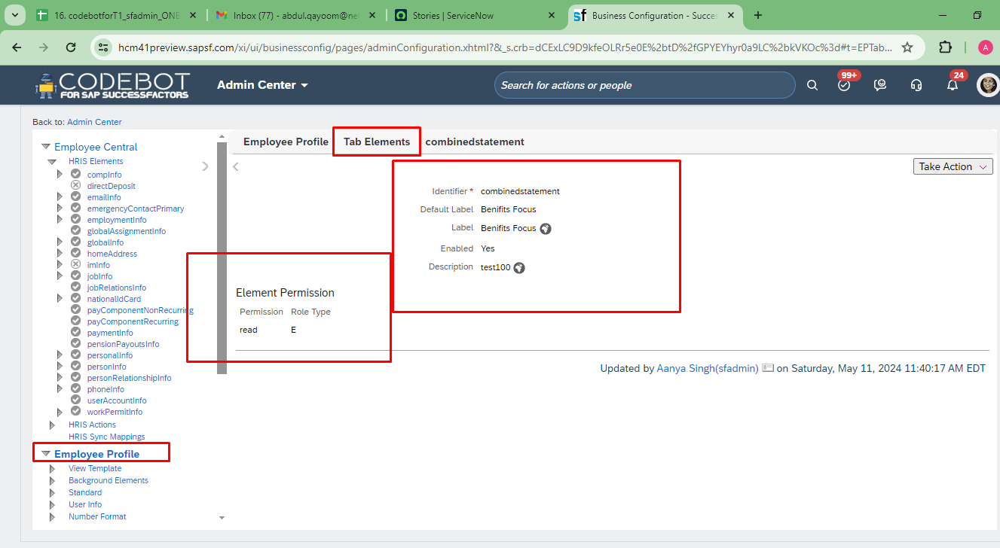 16. codebotforT1_sfadmin_ONE
Inbox (77) - abdul.qayoom@net
Stories | ServiceNow
Business Configuration - Succes
hcm41preview.sapsf.com/xi/ui/businessconfig/pages/adminConfiguration.xhtml?&_s.crb=dCExLC9D9kfeOLRr5e0E%2btD%2fGPYEYhyr0a9LC%2bkVKOc%3d#t=EPTab...
A
CODEBOT
FOR SAP SUCCESSFACTORS
Admin Center
Search for actions or people
99+
24
Back to: Admin Center
Employee Central
HRIS Elements
compInfo
directDeposit
emailInfo
emergencyContactPrimary
employmentInfo
globalAssignmentInfo
globalInfo
homeAddress
imInfo
jobInfo
jobRelationsInfo
nationalIdCard
payComponentNonRecurring
payComponentRecurring
paymentInfo
pensionPayoutsInfo
personalInfo
personInfo
personRelationshipInfo
phoneInfo
userAccountInfo
workPermitInfo
HRIS Actions
HRIS Sync Mappings
Employee Profile
View Template
Background Elements
Standard
User Info
Number Format
Employee Profile Tab Elements combinedstatement
Take Action
Identifier * combinedstatement
Default Label Benifits Focus
Label Benifits Focus
Enabled Yes
Description test100
Element Permission
Permission Role Type
read E
Updated by Aanya Singh(sfadmin) on Saturday, May 11, 2024 11:40:17 AM EDT